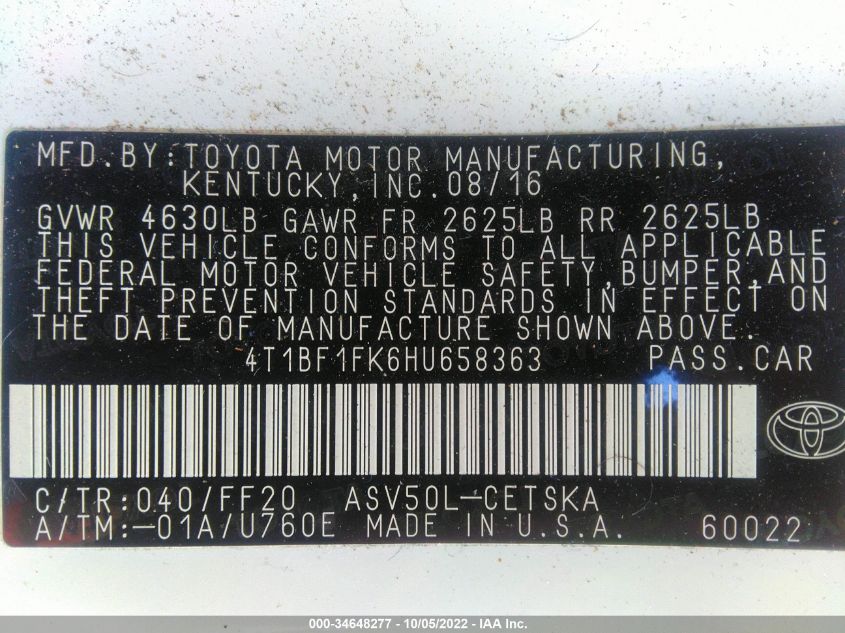 MFD.BY:TOYOTA MOTOR MANUFACTURING,
KENTUCKY,INC.08/16
GVWR 4630LB GAWR FR 2625LB RR 2625LB
THIS VEHICLE CONFORMS TO ALL APPLICABLE
FEDERAL MOTOR VEHICLE SAFETY,BUMPER,AND
THEFT PREVENTION STANDARDS IN EFFECT ON
THE DATE OF MANUFACTURE SHOWN ABOVE.
4T1BF1FK6HU658363 PASS.CAR
C/TR:040/FF20 ASV50L-CETSKA
A/TM:-01A/U760E MADE IN U.S.A. 60022
000-34648277 - 10/05/2022 - IAA Inc.